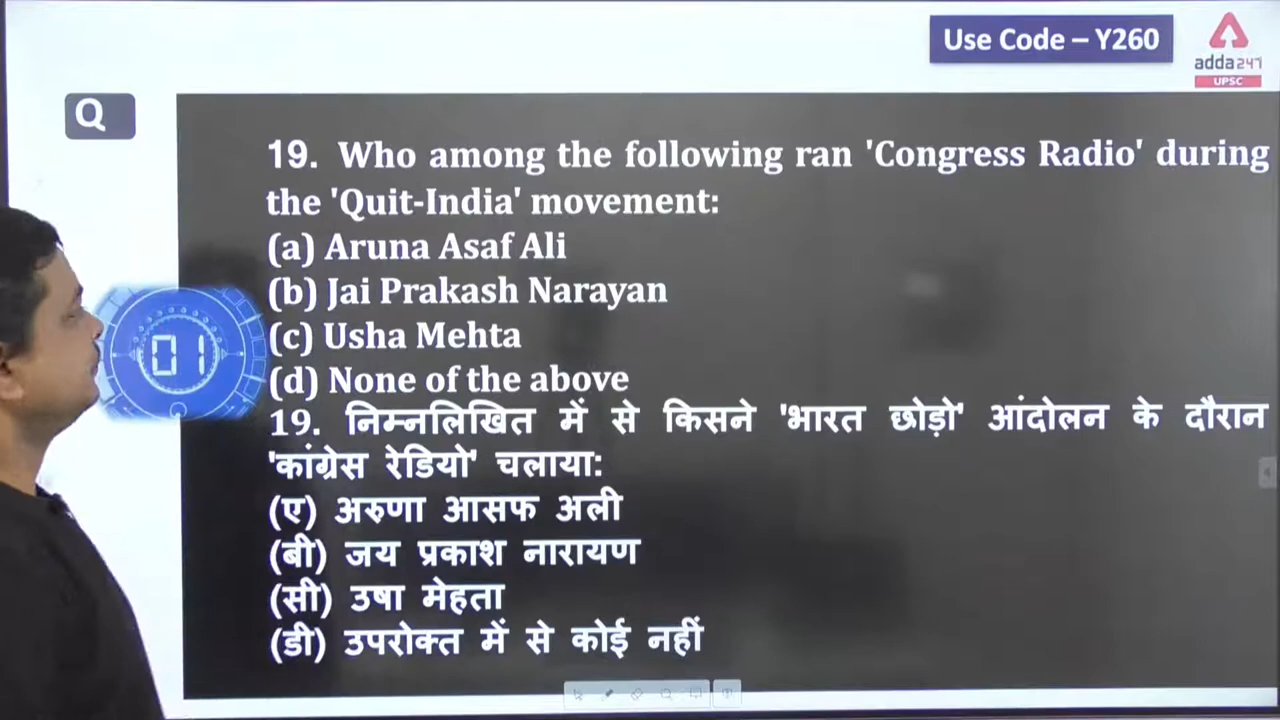 Use Code – Y260
adda247
UPSC
Q
19. Who among the following ran 'Congress Radio' during
the 'Quit-India' movement:
(a) Aruna Asaf Ali
(b) Jai Prakash Narayan
01
(c) Usha Mehta
(d) None of the above
19. निम्नलिखित में से किसने 'भारत छोड़ो' आंदोलन के दौरान
'कांग्रेस रेडियो' चलाया:
(ए) अरुणा आसफ अली
(बी) जय प्रकाश नारायण
(सी) उषा मेहता
(डी) उपरोक्त में से कोई नहीं